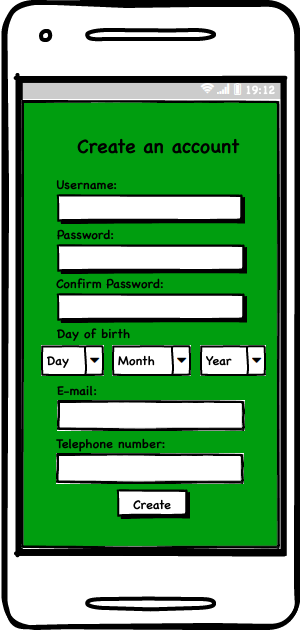 19:12
Create an account
Username:
Password:
Confirm Password:
Day of birth
Day Month Year
E-mail:
Telephone number:
Create